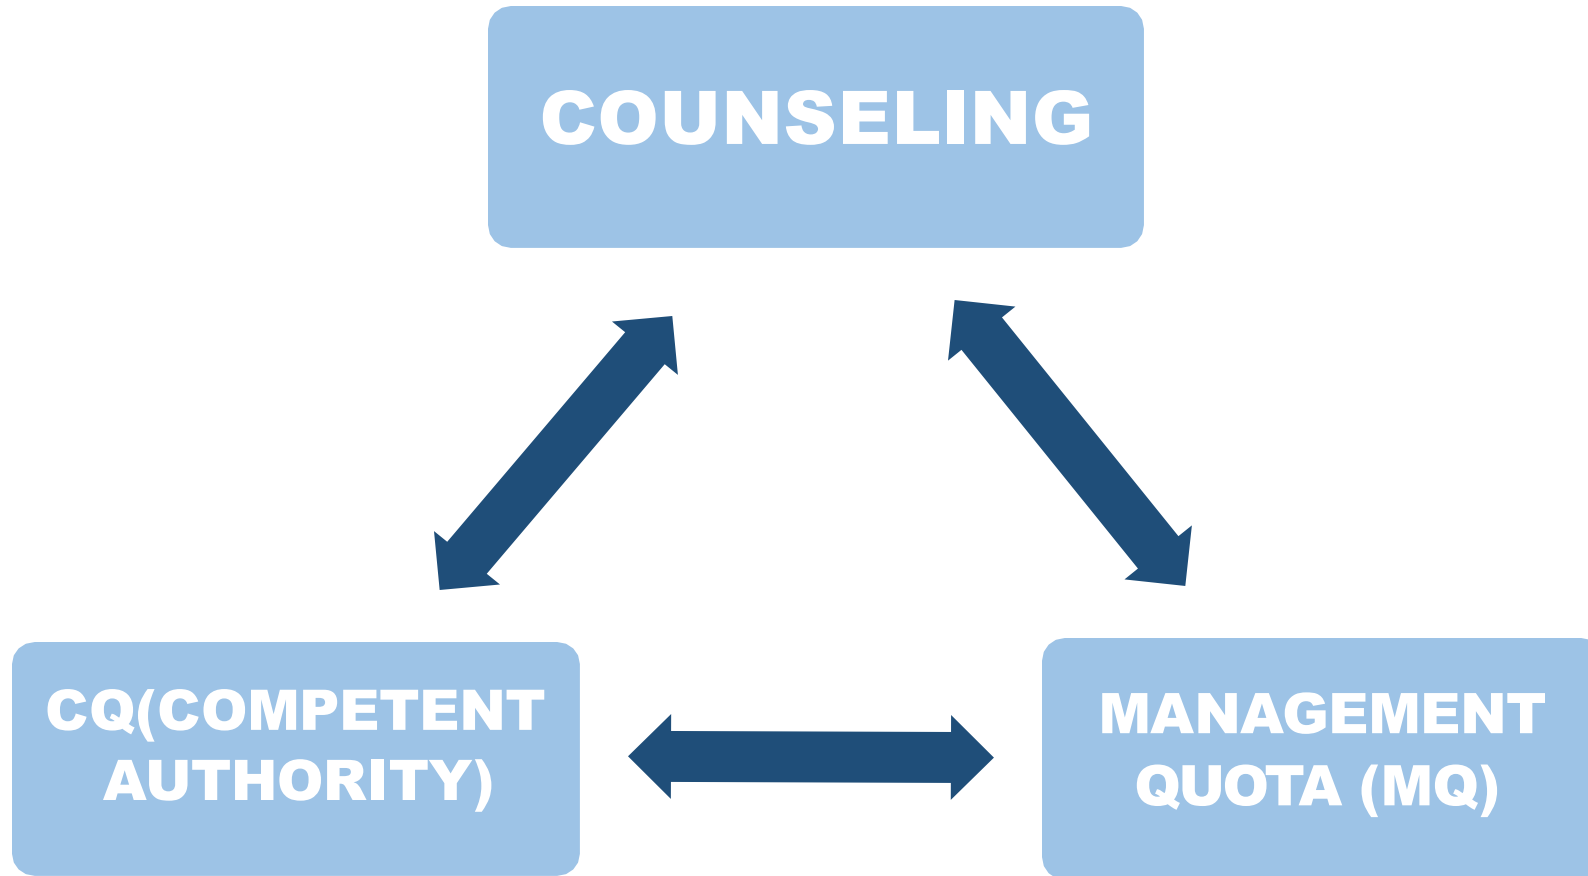 COUNSELING
CQ(COMPETENT
AUTHORITY)
MANAGEMENT
QUOTA (MQ)